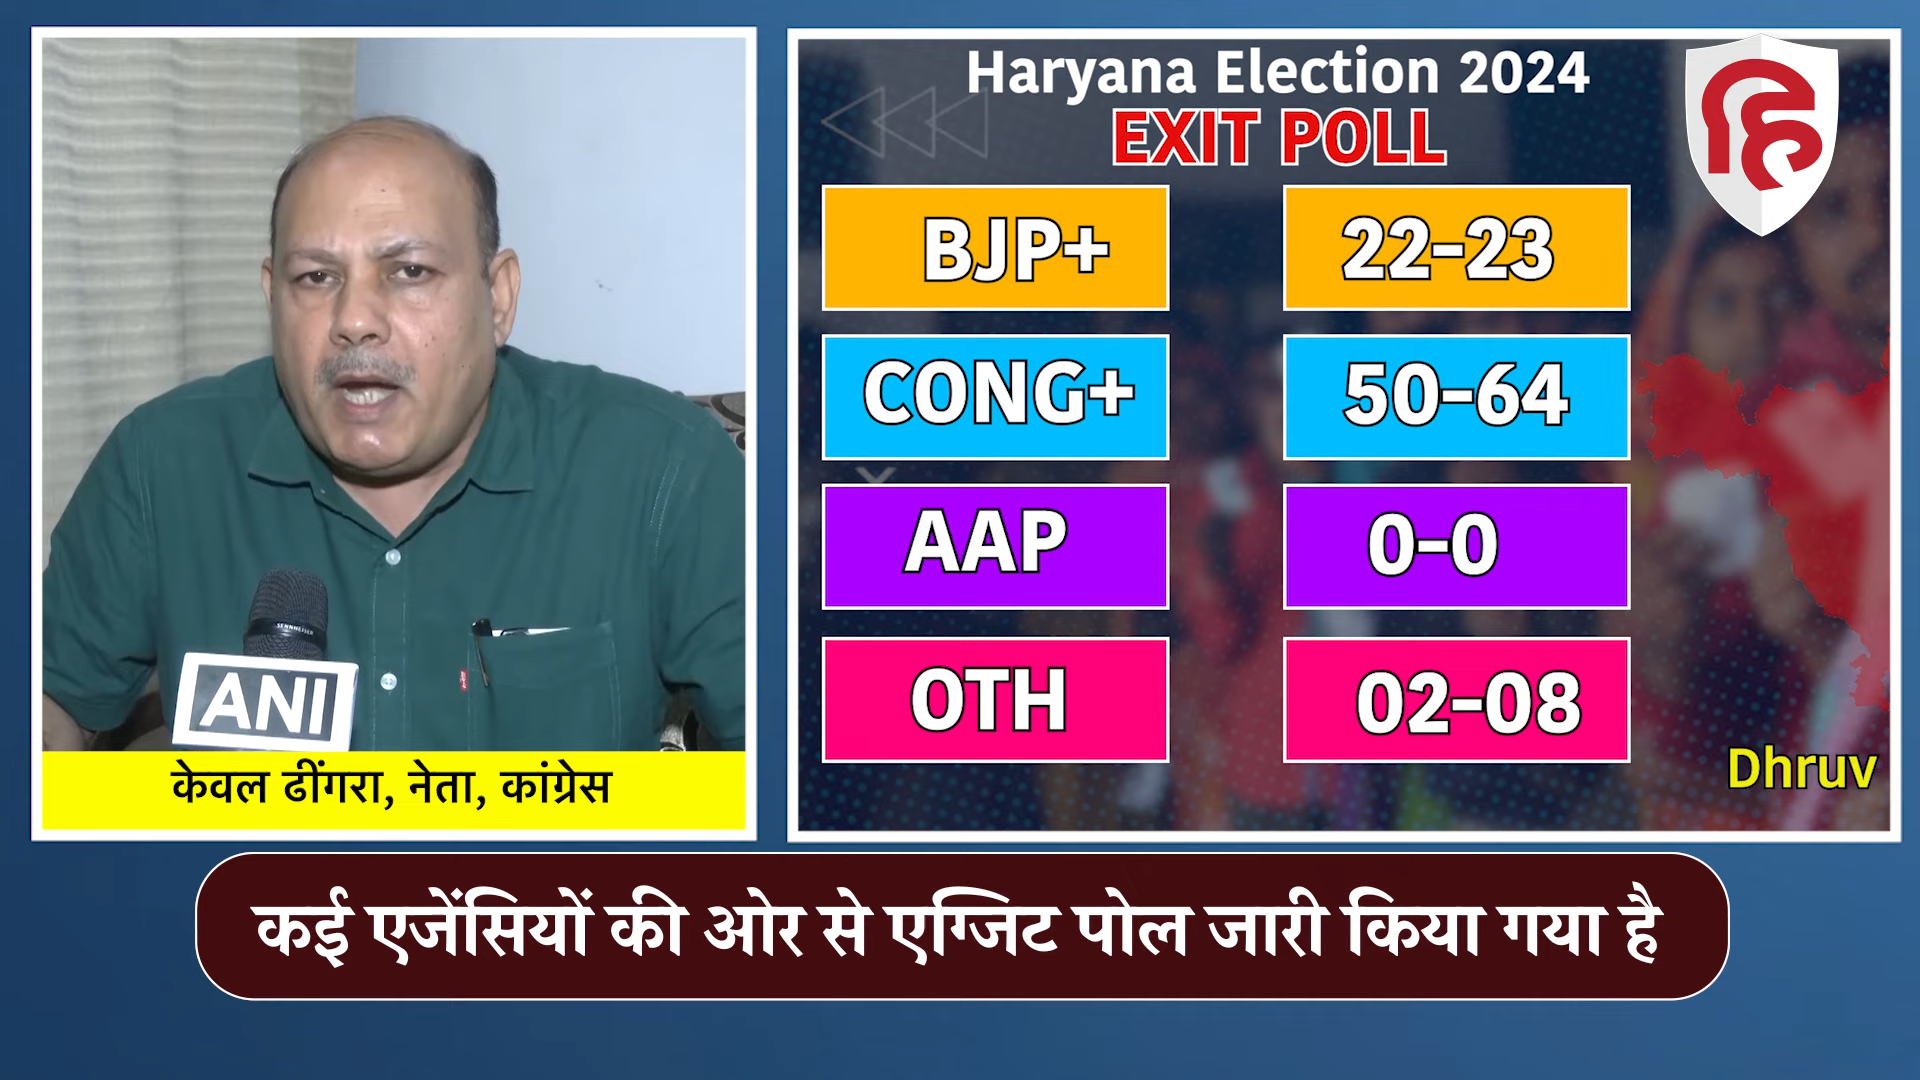 Haryana Election 2024
EXIT POLL
हि
BJP+ 22-23
CONG+ 50-64
AAP 0-0
OTH 02-08
Dhruv
SENNHEISER
ANI
केवल ढींगरा, नेता, कांग्रेस
कई एजेंसियों की ओर से एग्जिट पोल जारी किया गया है